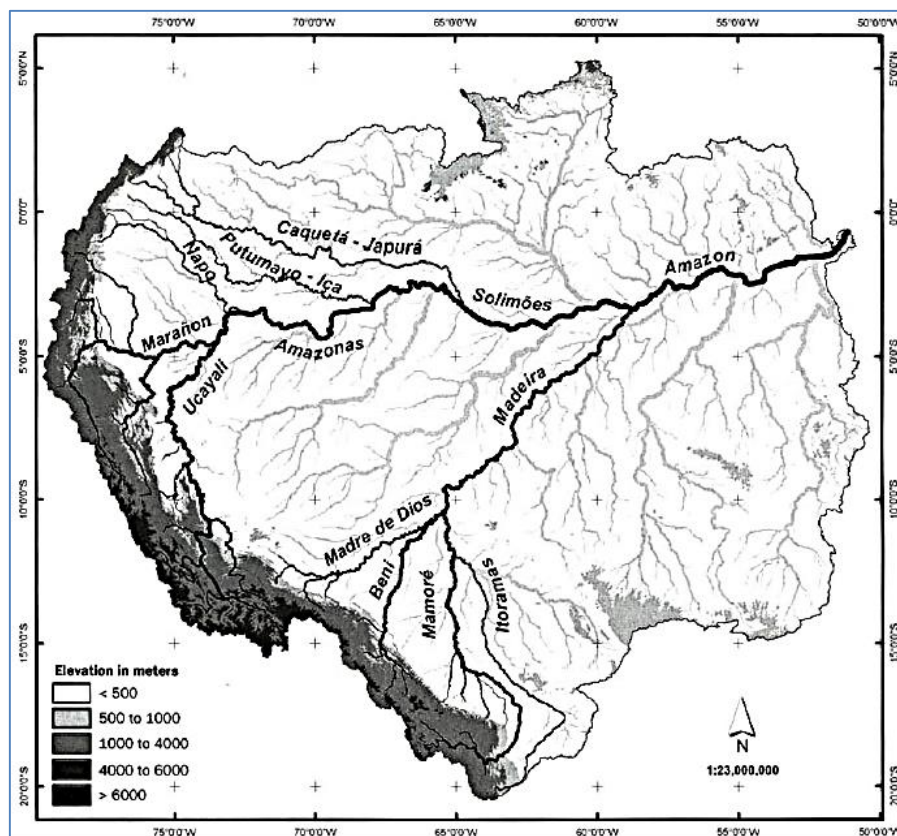 75°0'0"W 70°0'0"W 65°0'0"W 60°0'0"W 55°0'0"W 50°0'0"W
5°0'0"N 5°0'0"N
0°0'0" 0°0'0"
Caquetá - Japurá
Putumayo - Iça
Napo
Amazon
Solimões
Marañon
Amazonas
5°0'0"S 5°0'0"S
Ucayali
Madeira
10°0'0"S 10°0'0"S
Madre de Dios
Beni
Mamoré
Itoramas
15°0'0"S 15°0'0"S
Elevation in meters
< 500
500 to 1000
1000 to 4000
4000 to 6000
> 6000
N
1:23,000,000
20°0'0"S 20°0'0"S
75°0'0"W 70°0'0"W 65°0'0"W 60°0'0"W 55°0'0"W 50°0'0"W